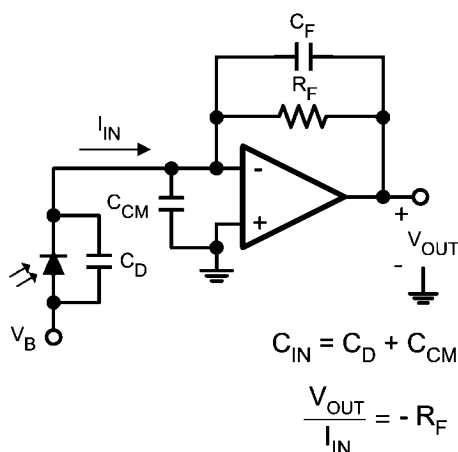 C_F
R_F
I_IN
-
C_CM
+
C_D
+
V_OUT
-
V_B
C_IN = C_D + C_CM
V_OUT / I_IN = - R_F